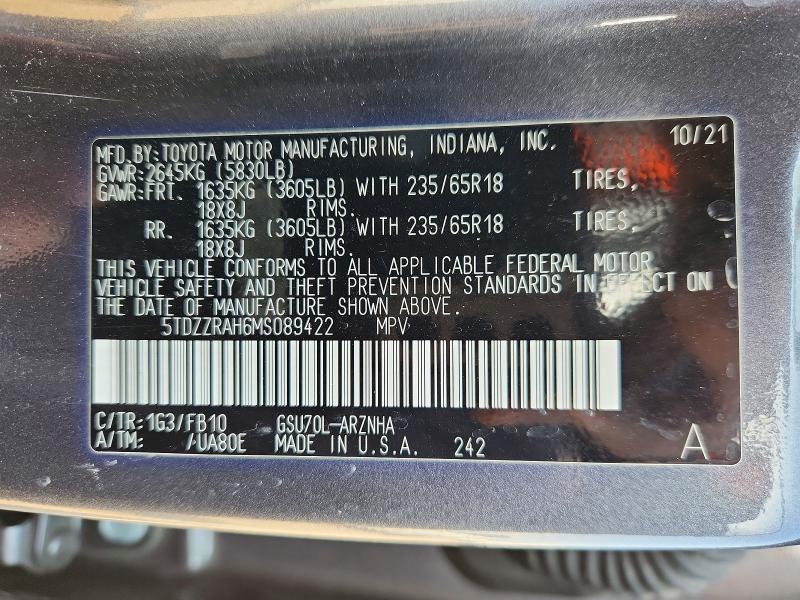 MFD.BY:TOYOTA MOTOR MANUFACTURING, INDIANA, INC. 10/21
GVWR:2645KG (5830LB)
GAWR:FRT. 1635KG (3605LB) WITH 235/65R18 TIRES,
18X8J RIMS.
RR. 1635KG (3605LB) WITH 235/65R18 TIRES,
18X8J RIMS.
THIS VEHICLE CONFORMS TO ALL APPLICABLE FEDERAL MOTOR
VEHICLE SAFETY AND THEFT PREVENTION STANDARDS IN EFFECT ON
THE DATE OF MANUFACTURE SHOWN ABOVE.
5TDZZRAH6MS089422 MPV
C/TR:1G3/FB10 GSU70L-ARZNHA
A/TM: /UA80E MADE IN U.S.A. 242 A